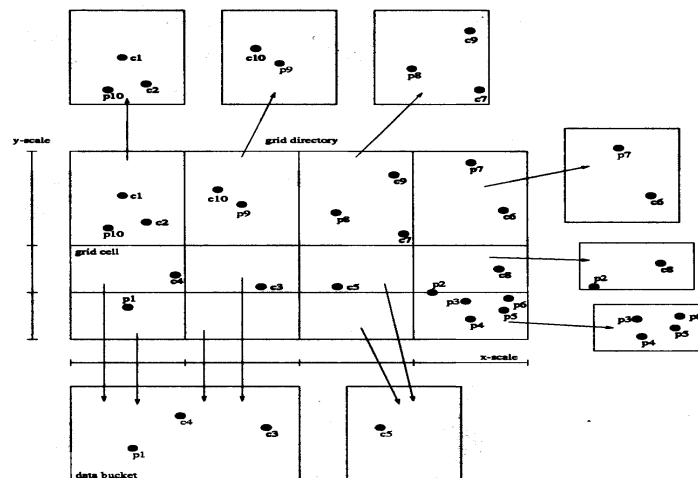 c1
p10
c2
c10
p9
c9
p8
c7
y-scale
grid directory
c1
p10
c2
c10
p9
c9
p8
c7
p7
c6
p7
c6
grid cell
c4
c3
c5
p2
c8
p2
c8
p1
p3
p4
p6
p5
p3
p4
p5
p6
x-scale
c4
p1
c3
c5
data bucket